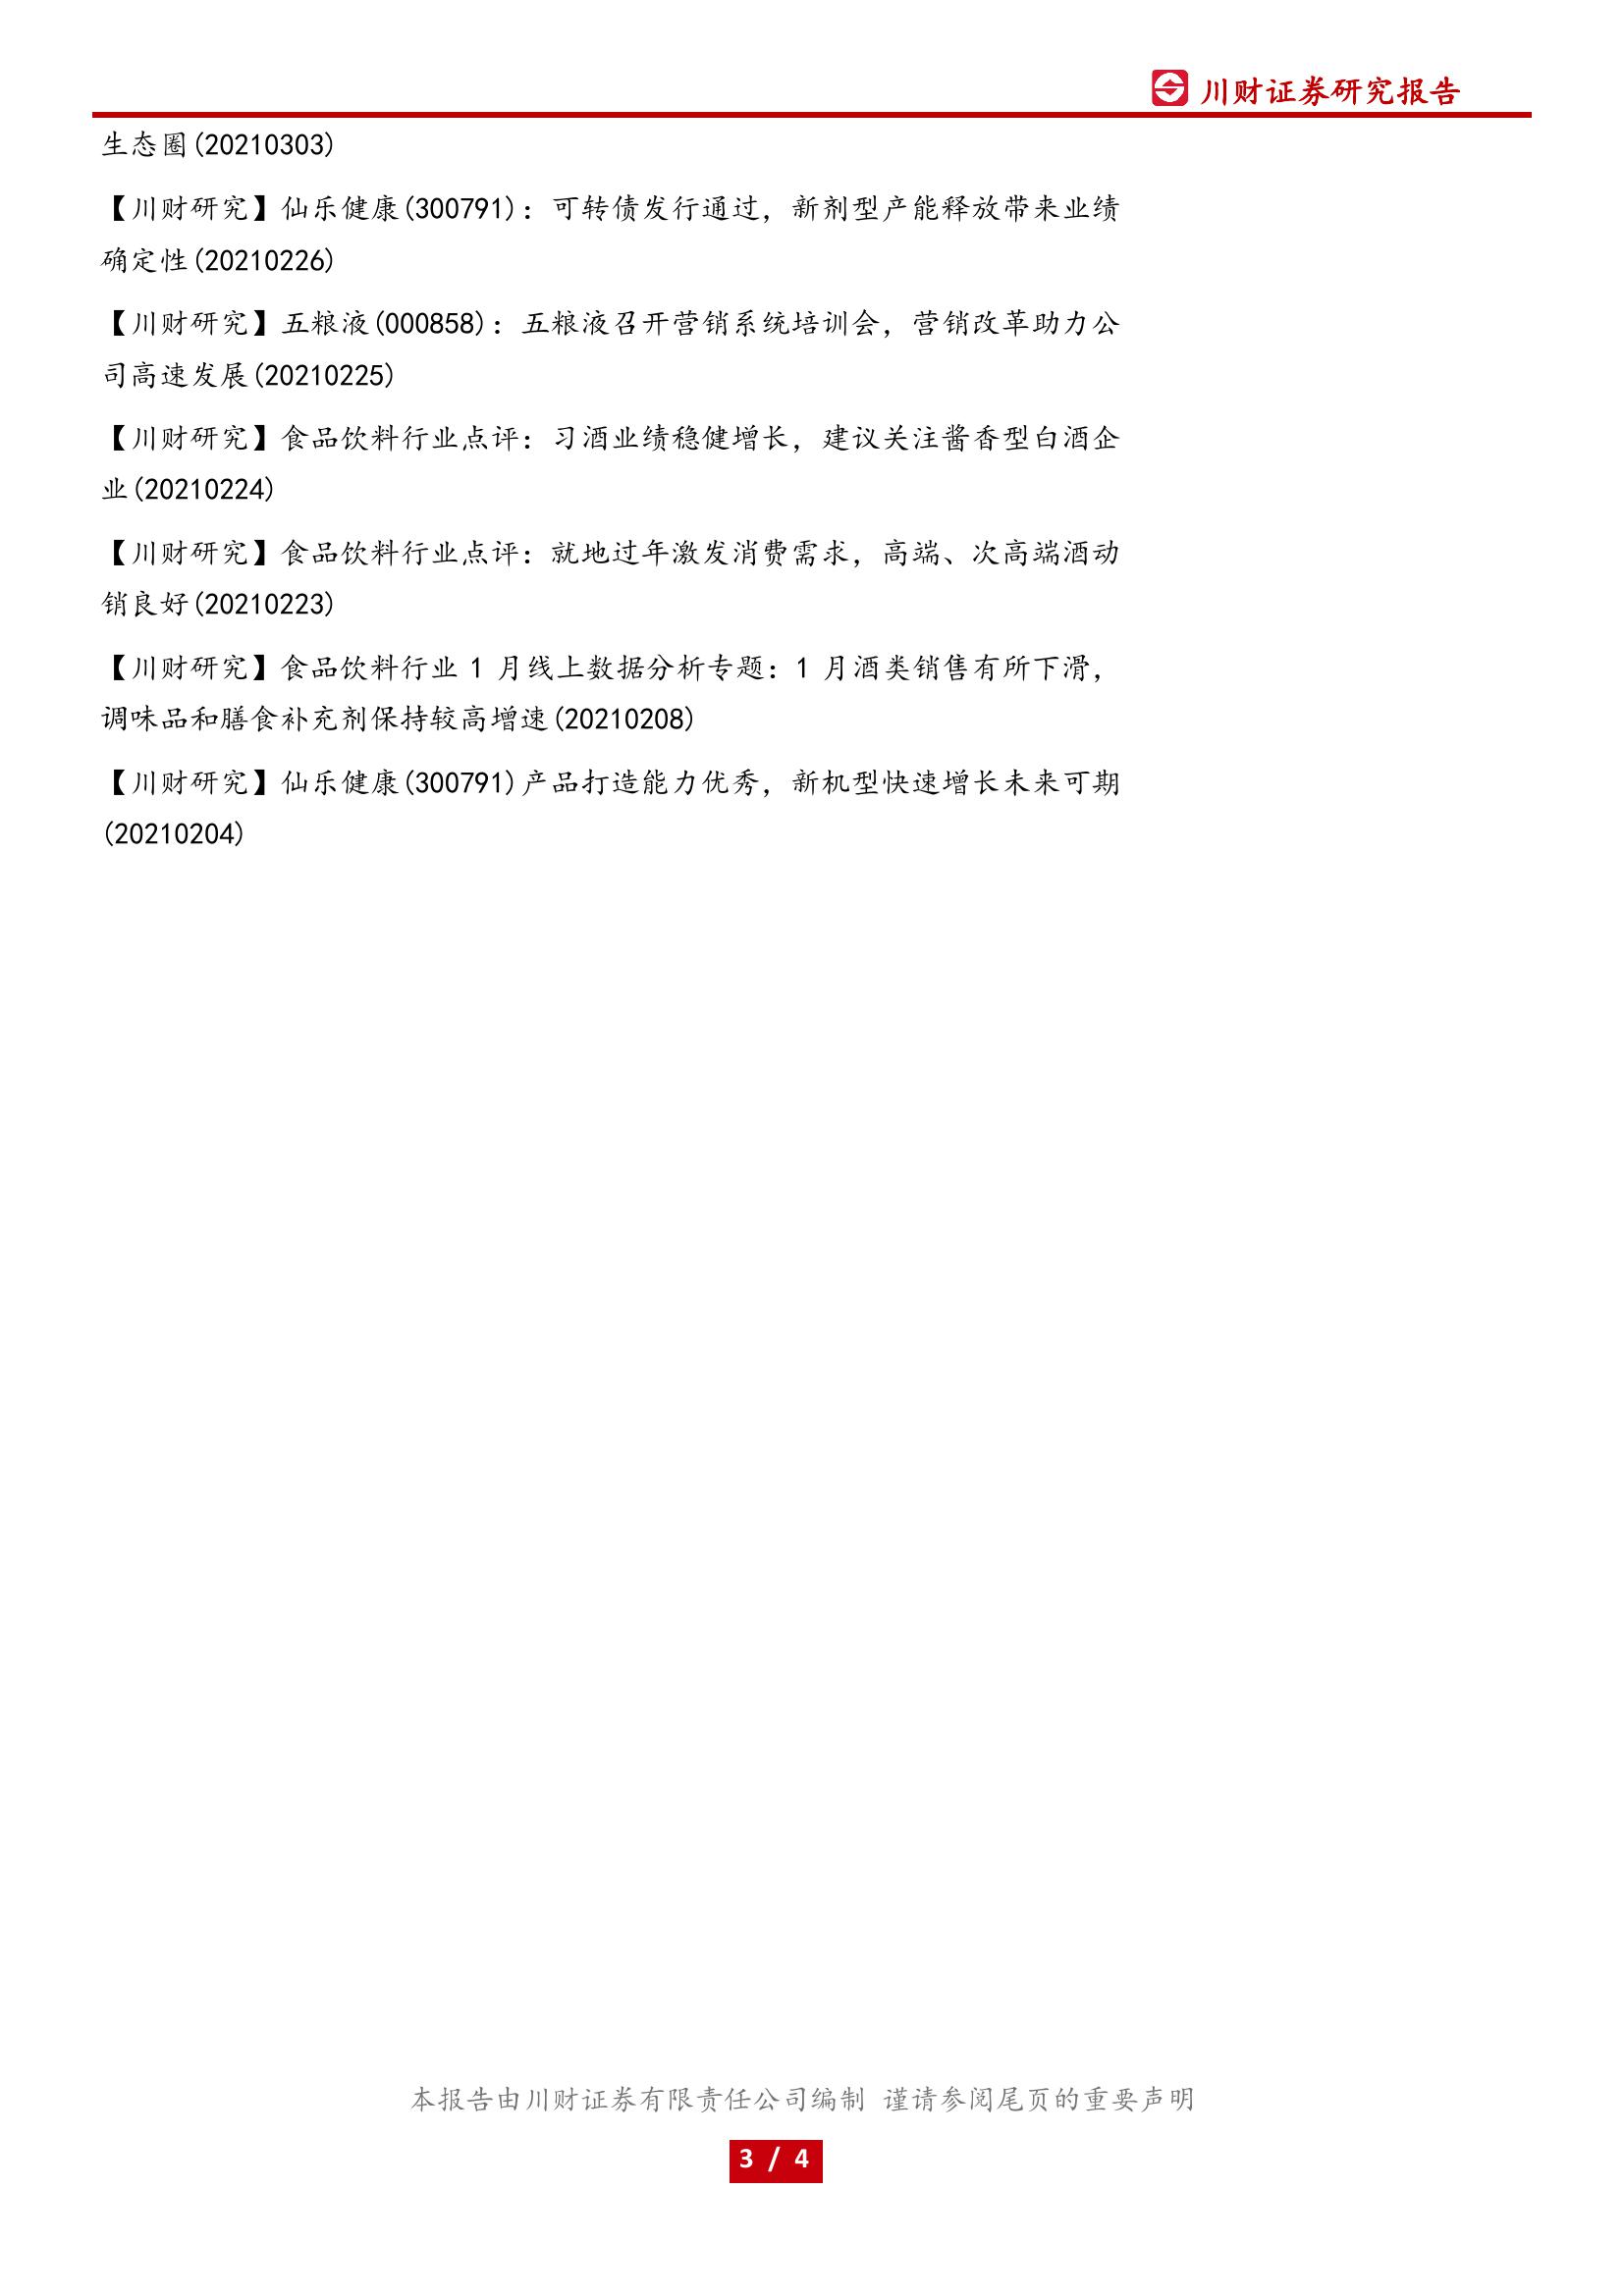 川财证券研究报告
生态圈(20210303)
【川财研究】仙乐健康(300791)：可转债发行通过，新剂型产能释放带来业绩
确定性(20210226)
【川财研究】五粮液(000858)：五粮液召开营销系统培训会，营销改革助力公
司高速发展(20210225)
【川财研究】食品饮料行业点评：习酒业绩稳健增长，建议关注酱香型白酒企
业(20210224)
【川财研究】食品饮料行业点评：就地过年激发消费需求，高端、次高端酒动
销良好(20210223)
【川财研究】食品饮料行业 1 月线上数据分析专题：1 月酒类销售有所下滑，
调味品和膳食补充剂保持较高增速(20210208)
【川财研究】仙乐健康(300791)产品打造能力优秀，新机型快速增长未来可期
(20210204)
本报告由川财证券有限责任公司编制 谨请参阅尾页的重要声明
3 / 4